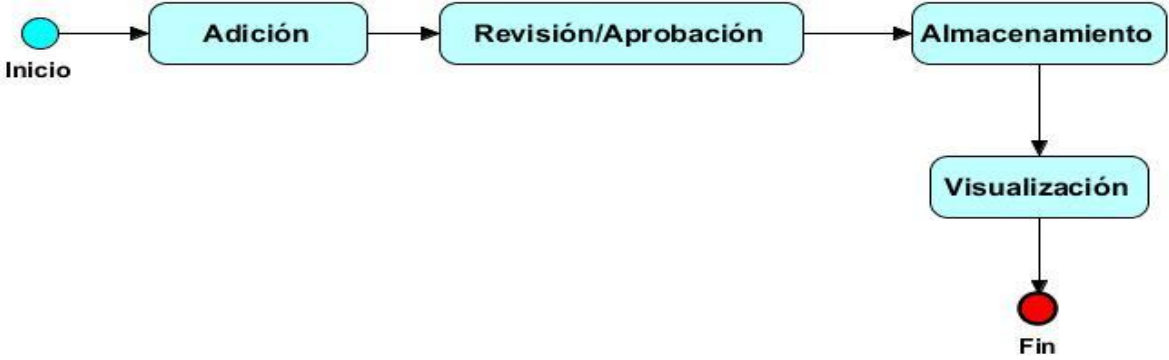 Inicio
Adición
Revisión/Aprobación
Almacenamiento
Visualización
Fin